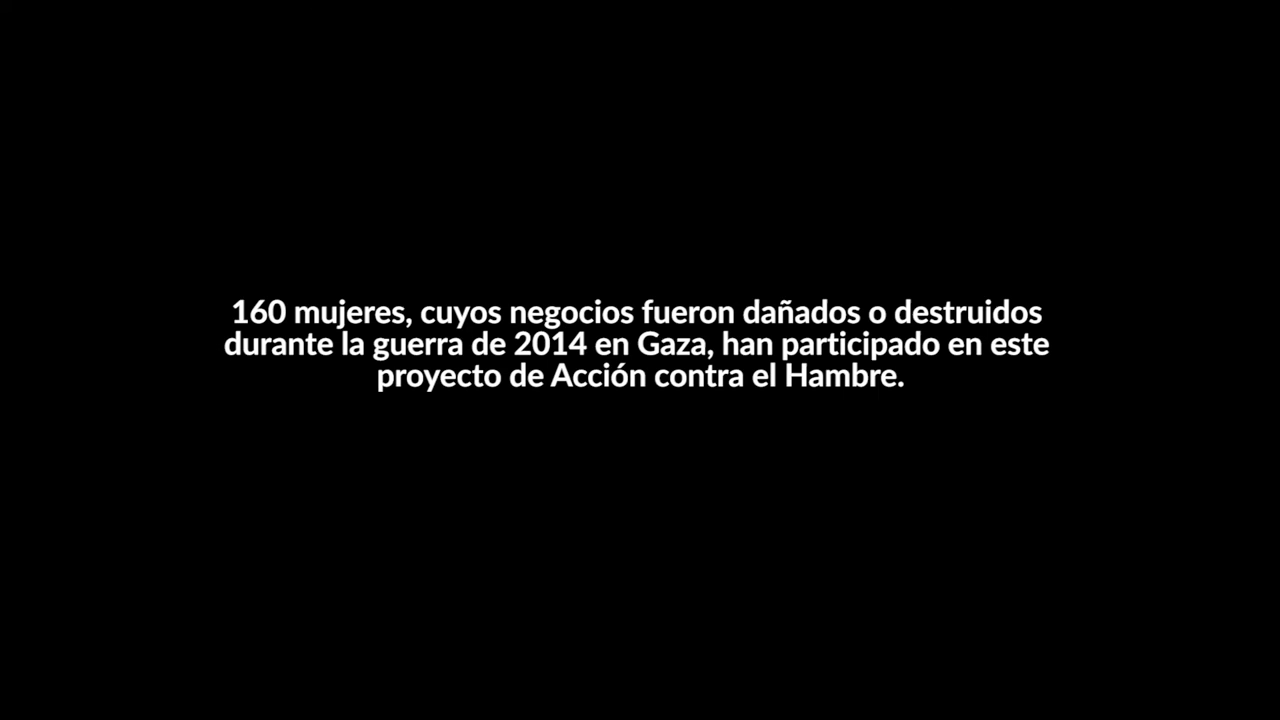 160 mujeres, cuyos negocios fueron dañados o destruidos
durante la guerra de 2014 en Gaza, han participado en este
proyecto de Acción contra el Hambre.